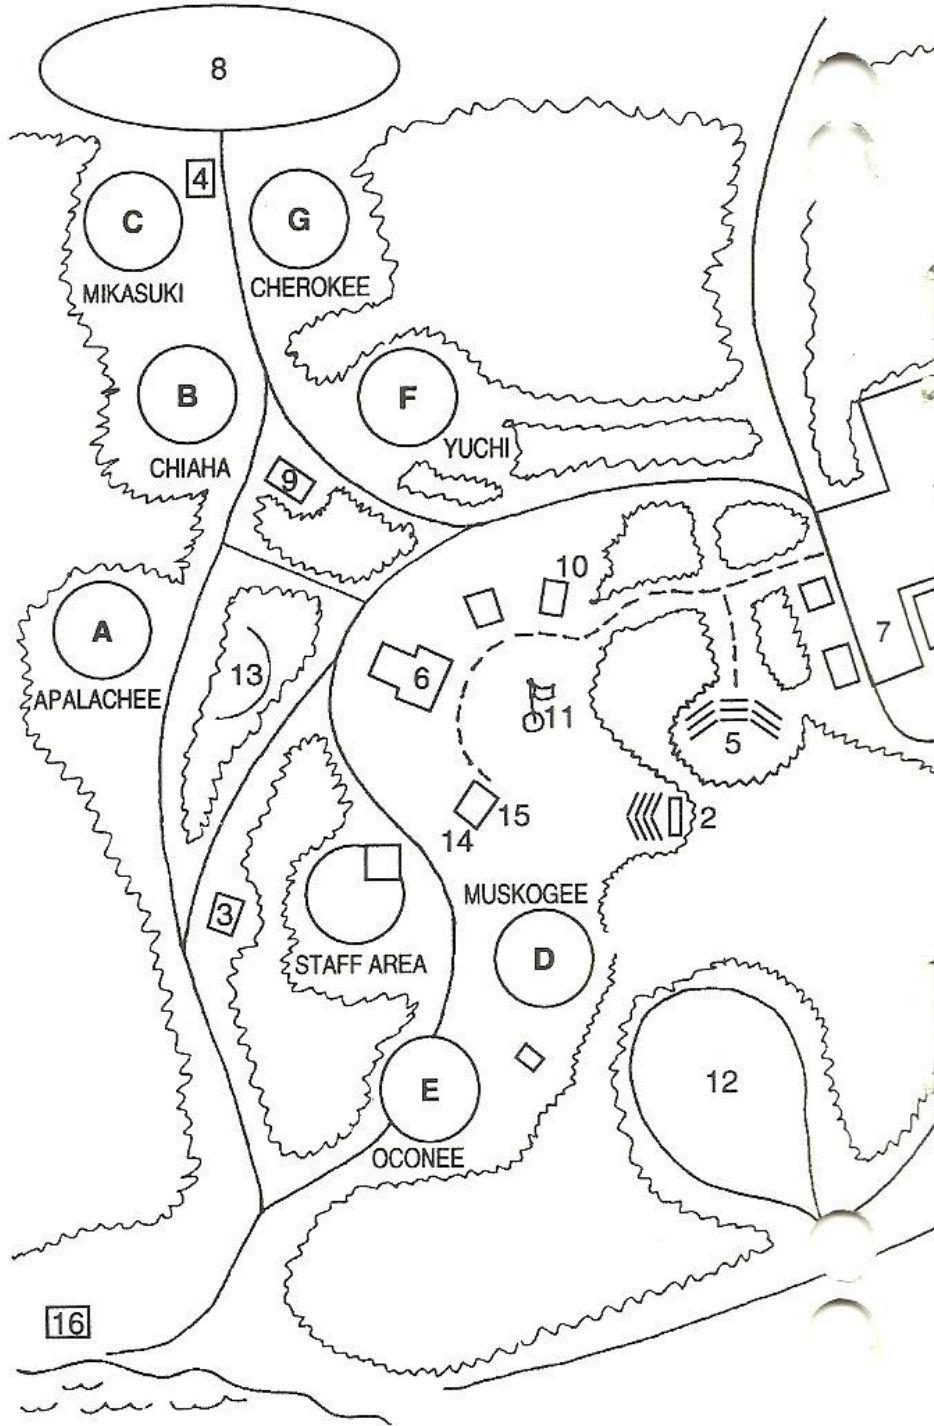 8
4
C
G
MIKASUKI
CHEROKEE
B
F
CHIAHA
YUCHI
9
10
A
13
6
7
APALACHEE
11
5
15
2
14
3
MUSKOGEE
STAFF AREA
D
E
12
OCONEE
16